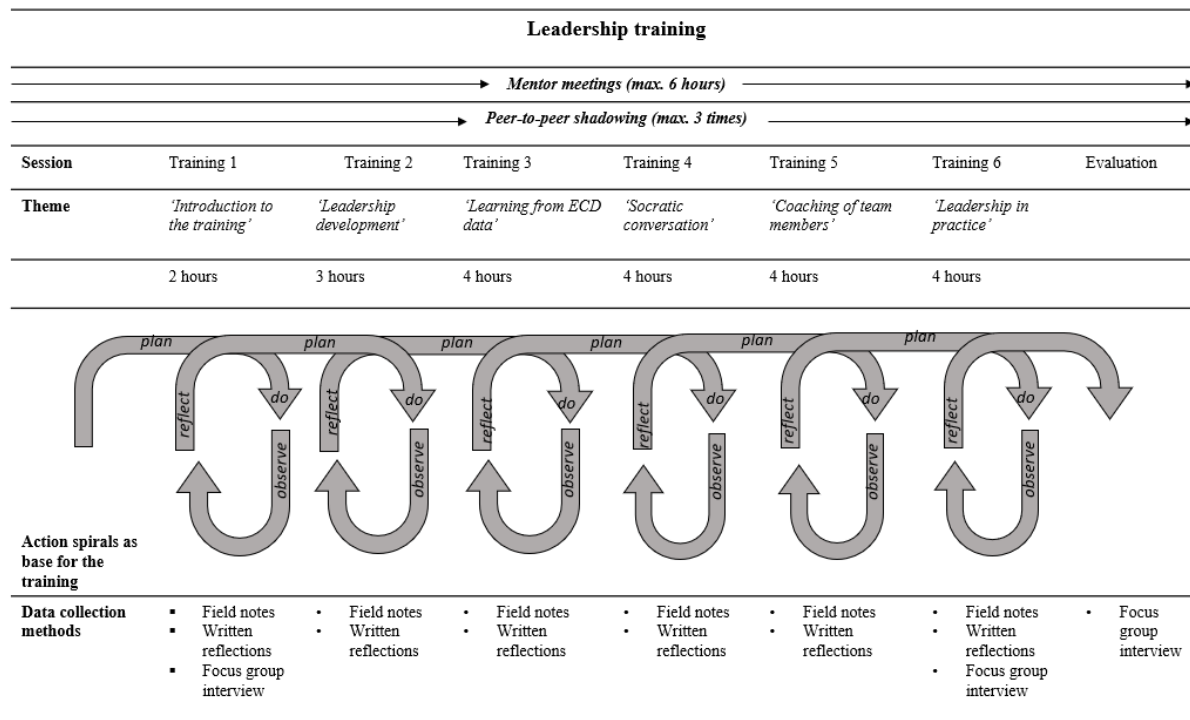 Leadership training
Mentor meetings (max. 6 hours)
Peer-to-peer shadowing (max. 3 times)
Session Training 1 Training 2 Training 3 Training 4 Training 5 Training 6 Evaluation
Theme ‘Introduction to ‘Leadership ‘Learning from ECD ‘Socratic ‘Coaching of team ‘Leadership in
the training’ development’ data’ conversation’ members’ practice’
2 hours 3 hours 4 hours 4 hours 4 hours 4 hours
plan plan plan plan plan plan
reflect do reflect do reflect do reflect do reflect do reflect do
observe observe observe observe observe observe
Action spirals as
base for the
training
Data collection ▪ Field notes • Field notes • Field notes • Field notes • Field notes • Field notes • Focus
methods ▪ Written • Written • Written • Written • Written • Written group
reflections reflections reflections reflections reflections reflections interview
▪ Focus group • Focus group
interview interview